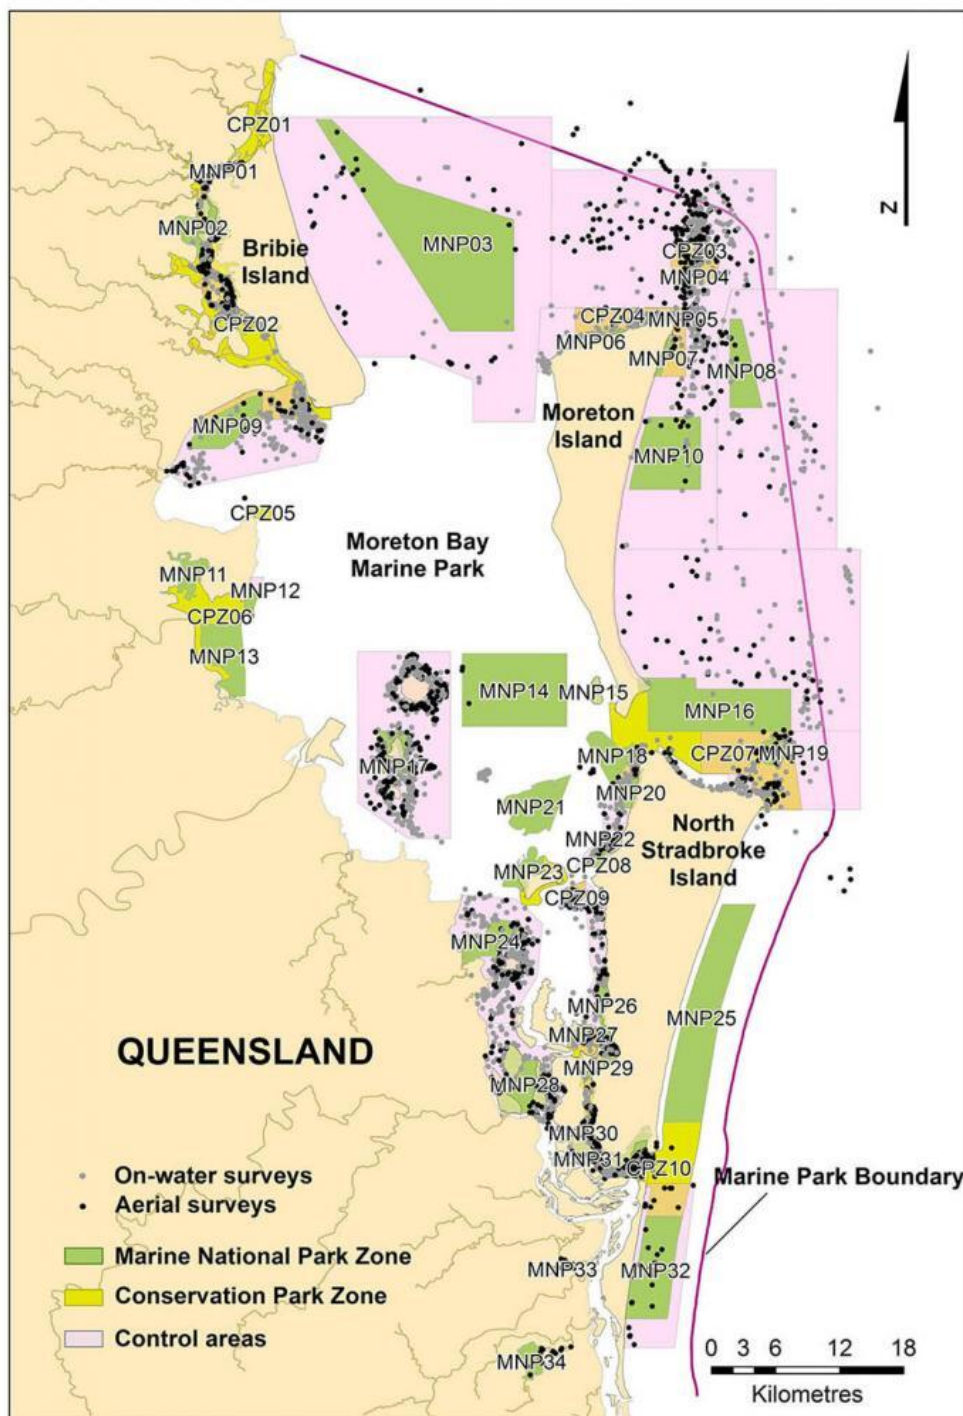 CPZ01
MNP01
MNP02
Bribie
Island
MNP03
CPZ03
MNP04
CPZ02
CPZ04
MNP05
MNP06
MNP07
MNP08
MNP09
Moreton
Island
MNP10
CPZ05
Moreton Bay
Marine Park
MNP11
MNP12
CPZ06
MNP13
MNP14
MNP15
MNP16
MNP17
MNP18
CPZ07
MNP19
MNP20
MNP21
MNP22
North
Stradbroke
Island
MNP23
CPZ08
CPZ09
MNP24
MNP25
MNP26
MNP27
MNP28
MNP29
MNP30
MNP31
CPZ10
MNP32
MNP33
MNP34
QUEENSLAND
Marine Park Boundary
On-water surveys
Aerial surveys
Marine National Park Zone
Conservation Park Zone
Control areas
N
0 3 6 12 18
Kilometres